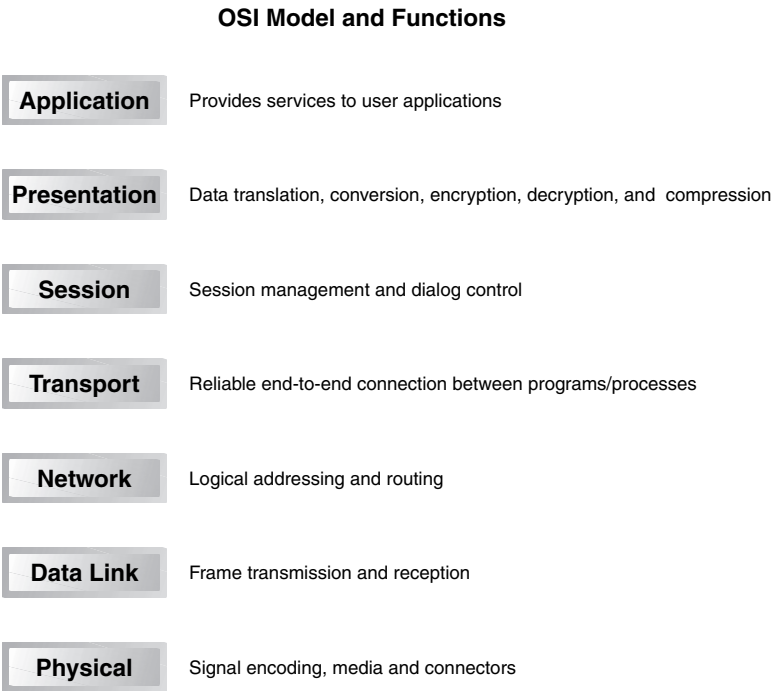 OSI Model and Functions
Application Provides services to user applications
Presentation Data translation, conversion, encryption, decryption, and compression
Session Session management and dialog control
Transport Reliable end-to-end connection between programs/processes
Network Logical addressing and routing
Data Link Frame transmission and reception
Physical Signal encoding, media and connectors